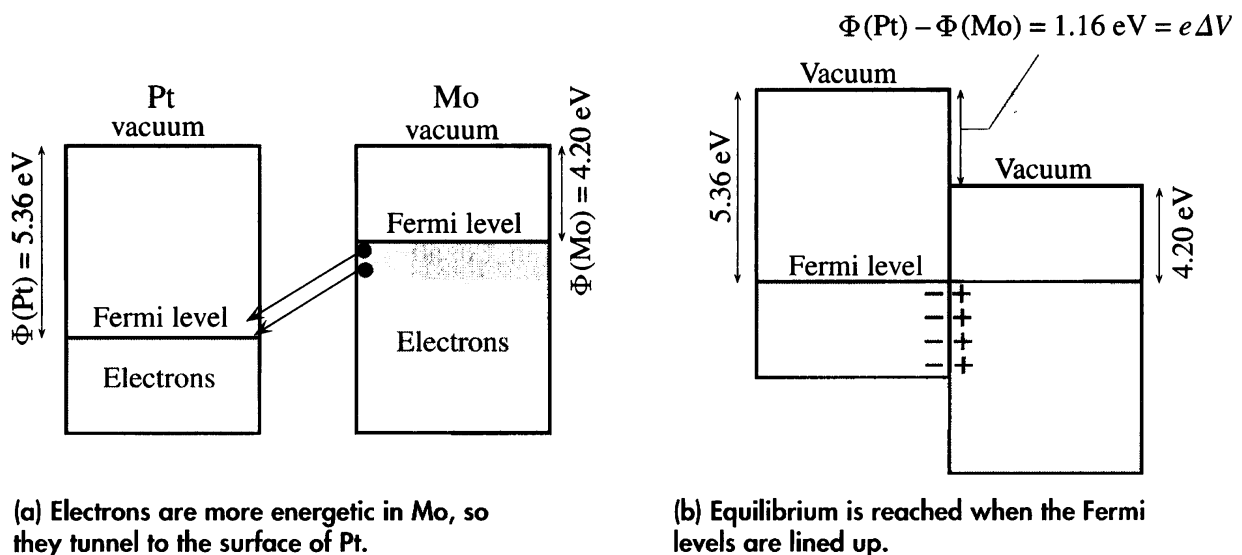 Φ(Pt) − Φ(Mo) = 1.16 eV = e ΔV
Pt
vacuum
Mo
vacuum
Φ(Pt) = 5.36 eV
Fermi level
Electrons
Fermi level
Electrons
Φ(Mo) = 4.20 eV
Vacuum
5.36 eV
Fermi level
Vacuum
4.20 eV
− +
− +
− +
− +
(a) Electrons are more energetic in Mo, so
they tunnel to the surface of Pt.
(b) Equilibrium is reached when the Fermi
levels are lined up.